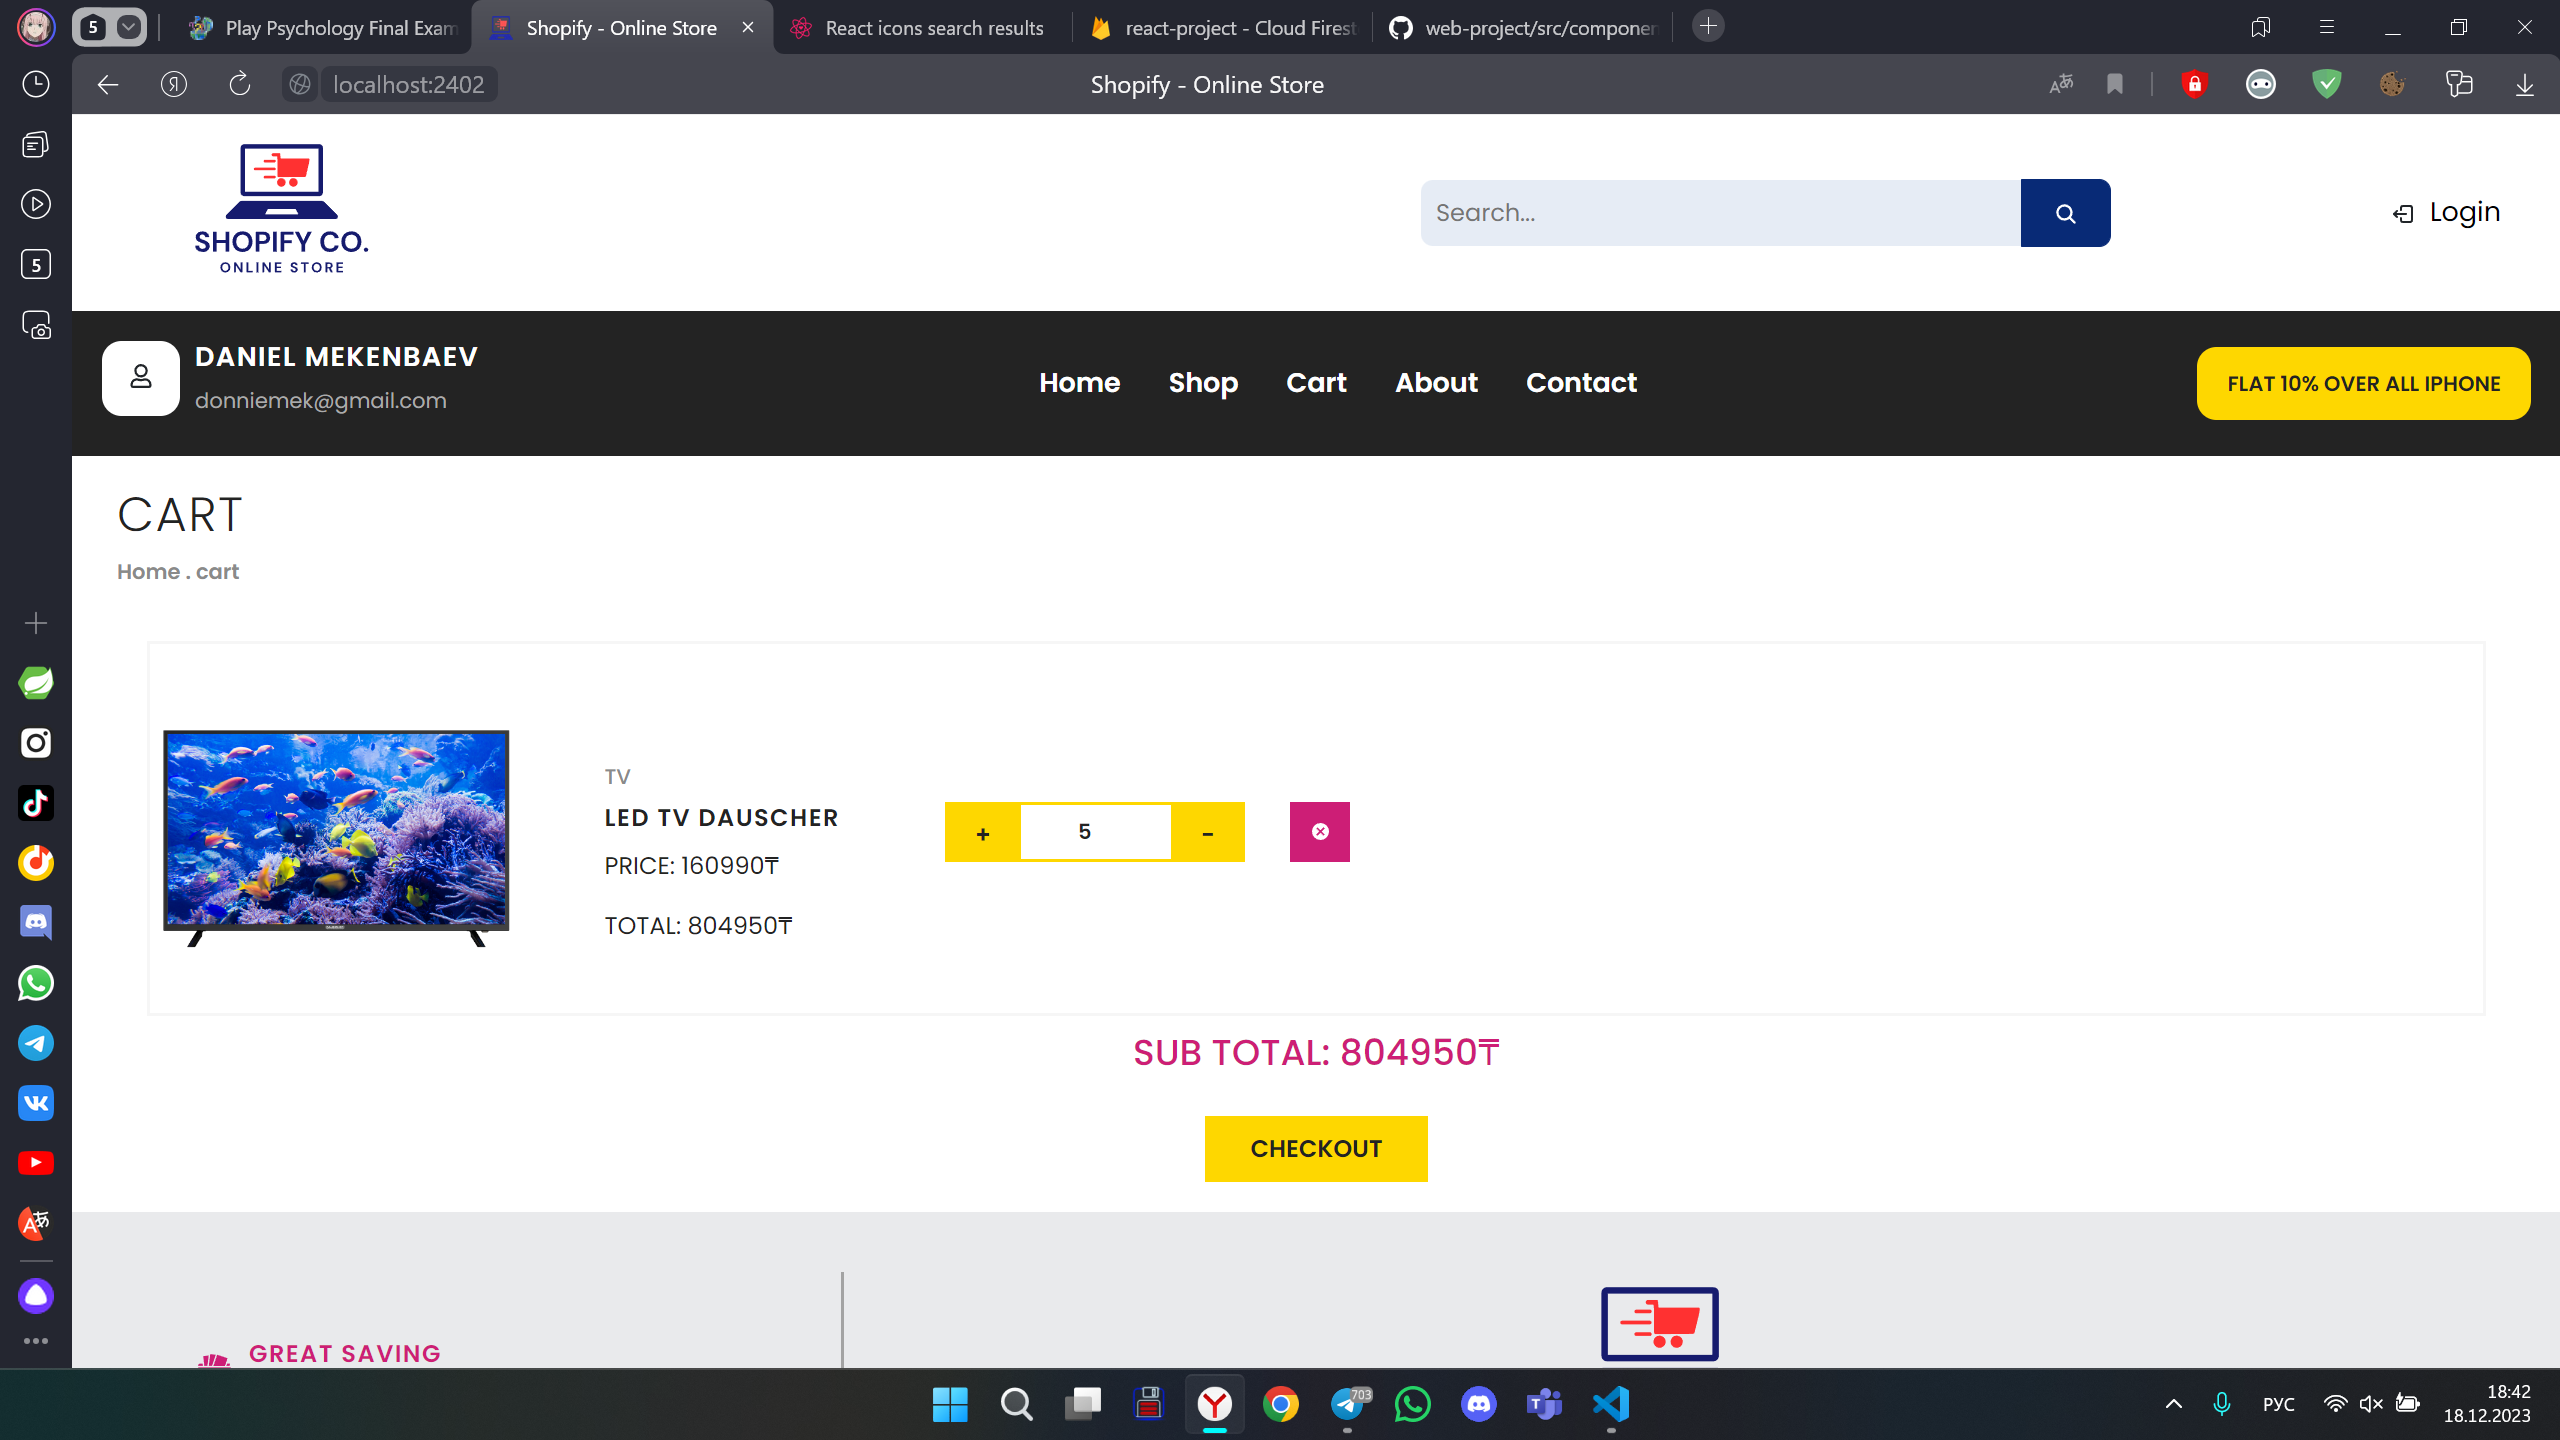 5
Play Psychology Final Exam
Shopify - Online Store
React icons search results
react-project - Cloud Firest
web-project/src/componen
Я
localhost:2402
Shopify - Online Store
5
SHOPIFY CO.
ONLINE STORE
Search...
Login
DANIEL MEKENBAEV
donniemek@gmail.com
Home
Shop
Cart
About
Contact
FLAT 10% OVER ALL IPHONE
CART
Home . cart
TV
LED TV DAUSCHER
PRICE: 160990₸
TOTAL: 804950₸
+
5
-
SUB TOTAL: 804950₸
CHECKOUT
GREAT SAVING
703
РУС
18:42
18.12.2023